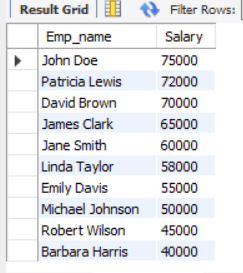 Result Grid Filter Rows:
Emp_name Salary
John Doe 75000
Patricia Lewis 72000
David Brown 70000
James Clark 65000
Jane Smith 60000
Linda Taylor 58000
Emily Davis 55000
Michael Johnson 50000
Robert Wilson 45000
Barbara Harris 40000